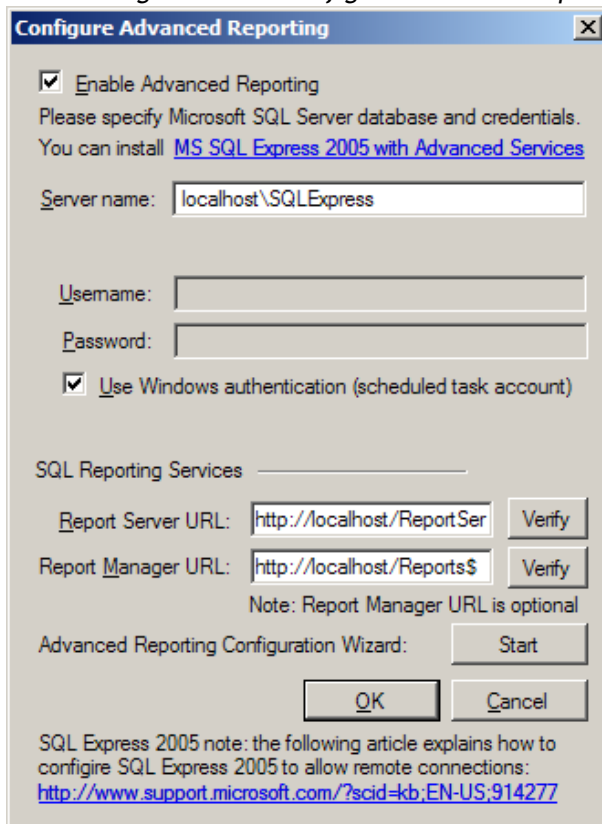 Configure Advanced Reporting
Enable Advanced Reporting
Please specify Microsoft SQL Server database and credentials.
You can install MS SQL Express 2005 with Advanced Services
Server name: localhost\SQLExpress
Username:
Password:
Use Windows authentication (scheduled task account)
SQL Reporting Services
Report Server URL: http://localhost/ReportSer Verify
Report Manager URL: http://localhost/Reports$ Verify
Note: Report Manager URL is optional
Advanced Reporting Configuration Wizard: Start
OK Cancel
SQL Express 2005 note: the following article explains how to
configire SQL Express 2005 to allow remote connections:
http://www.support.microsoft.com/?scid=kb;EN-US;914277